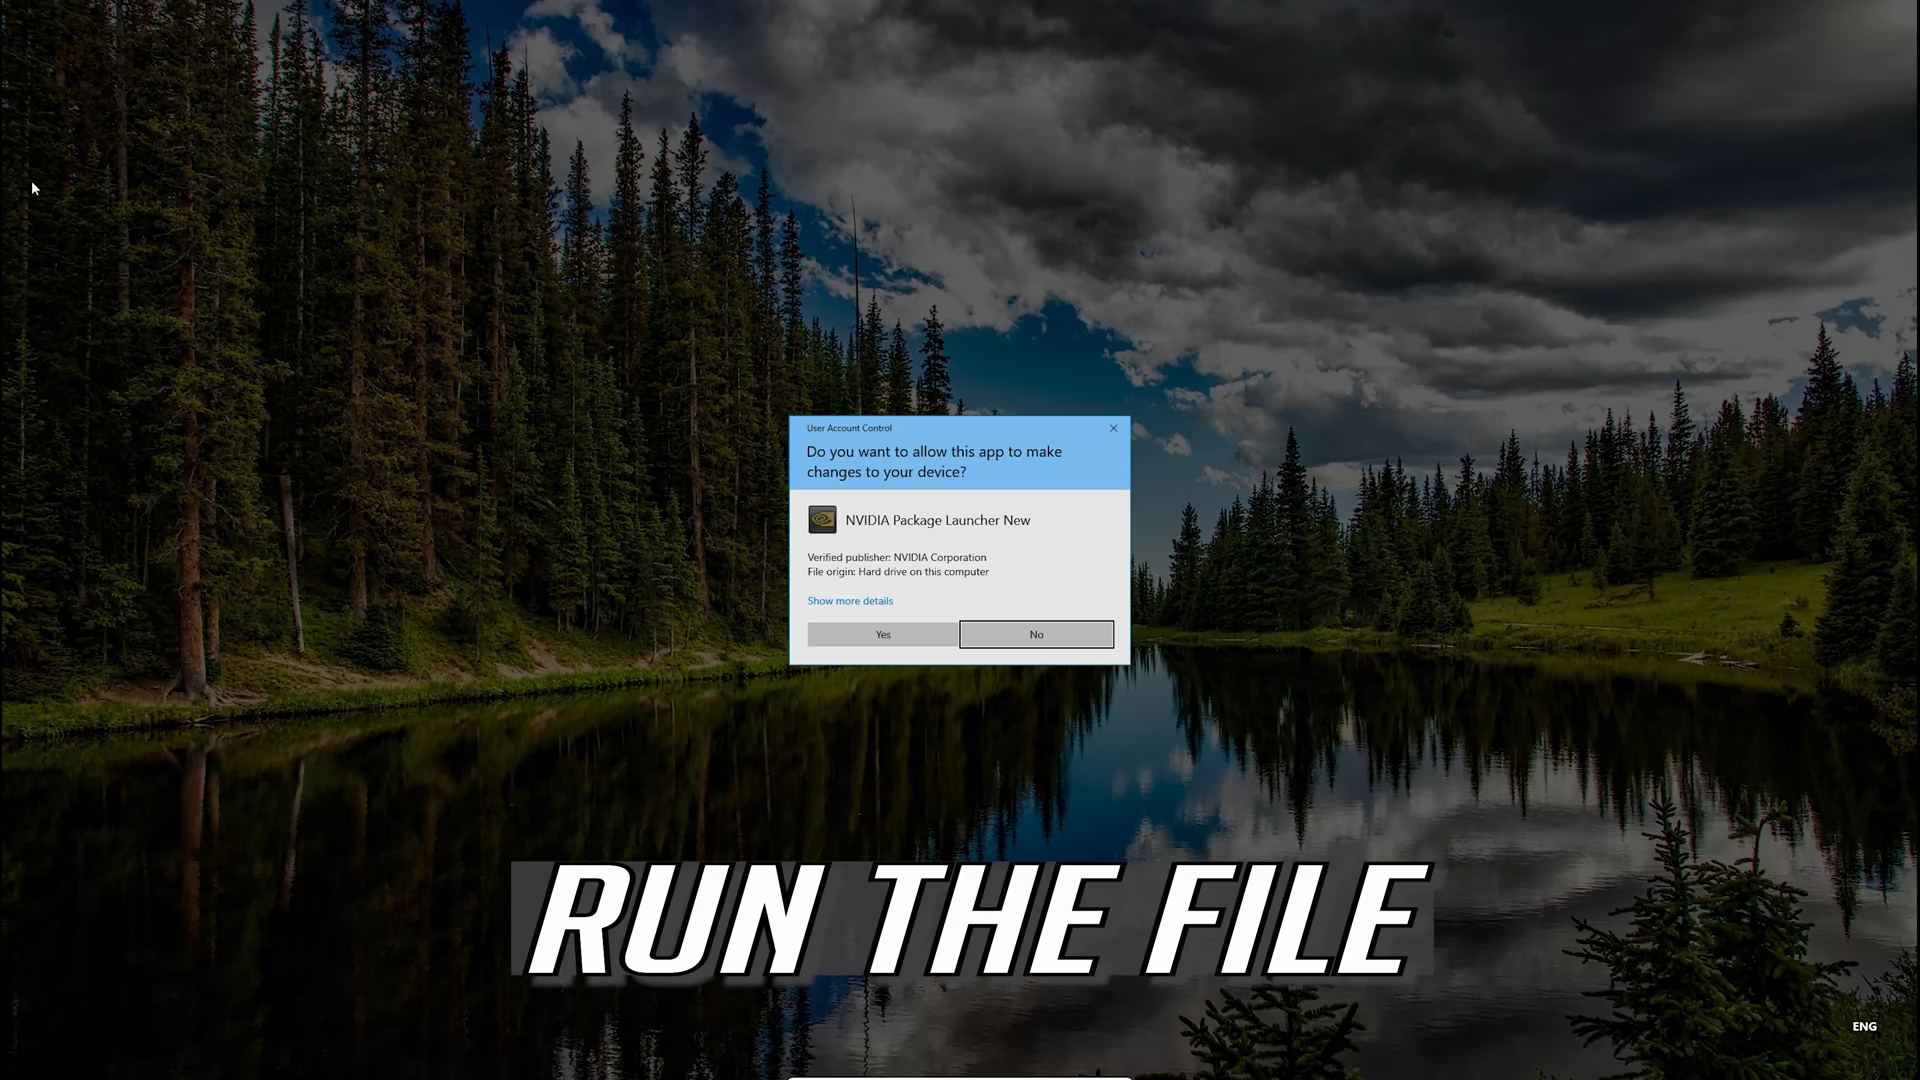 User Account Control
Do you want to allow this app to make
changes to your device?
NVIDIA Package Launcher New
Verified publisher: NVIDIA Corporation
File origin: Hard drive on this computer
Show more details
Yes
No
RUN THE FILE
ENG